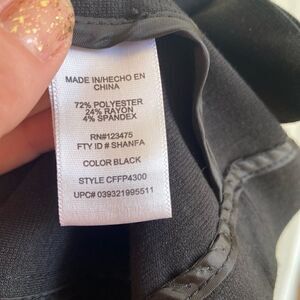 MADE IN/HECHO EN
CHINA
72% POLYESTER
24% RAYON
4% SPANDEX
RN#123475
FTY ID # SHANFA
COLOR BLACK
STYLE CFFP4300
UPC# 039321995511